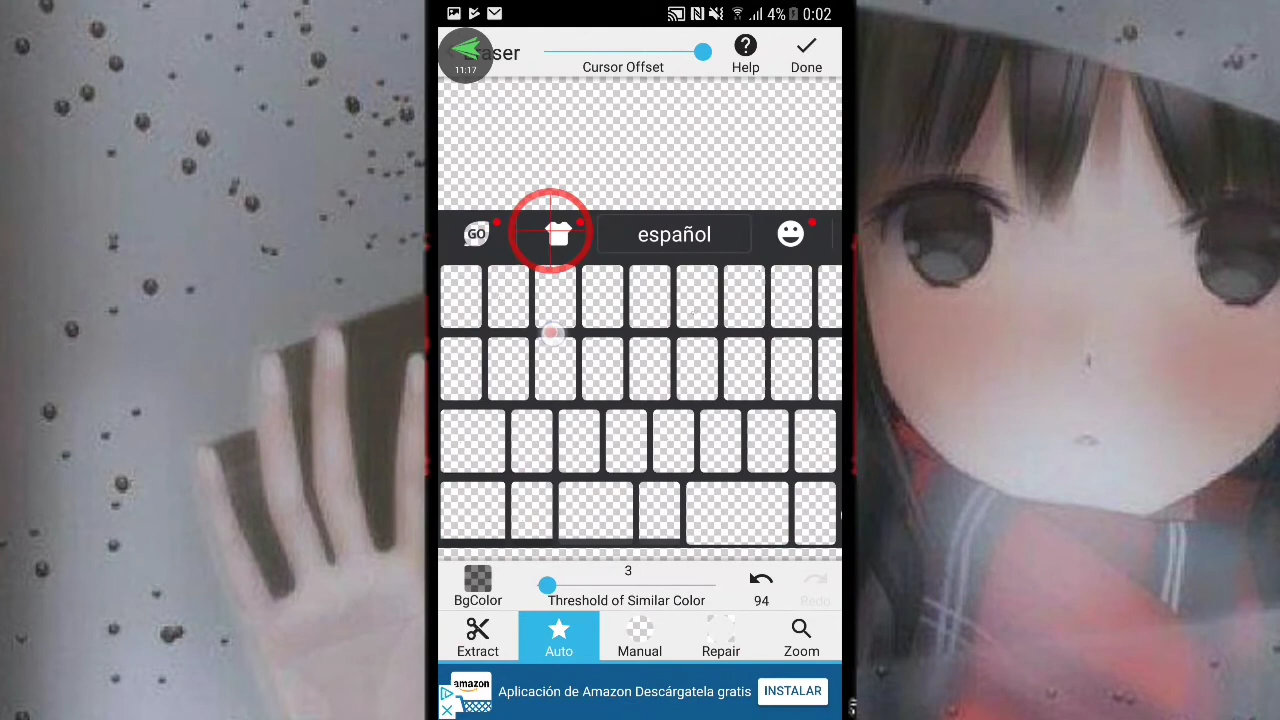 4% 0:02
Eraser
11:17
Cursor Offset
Help
Done
GO
español
3
BgColor
Threshold of Similar Color
94
Redo
Extract
Auto
Manual
Repair
Zoom
amazon
Aplicación de Amazon Descárgatela gratis
INSTALAR